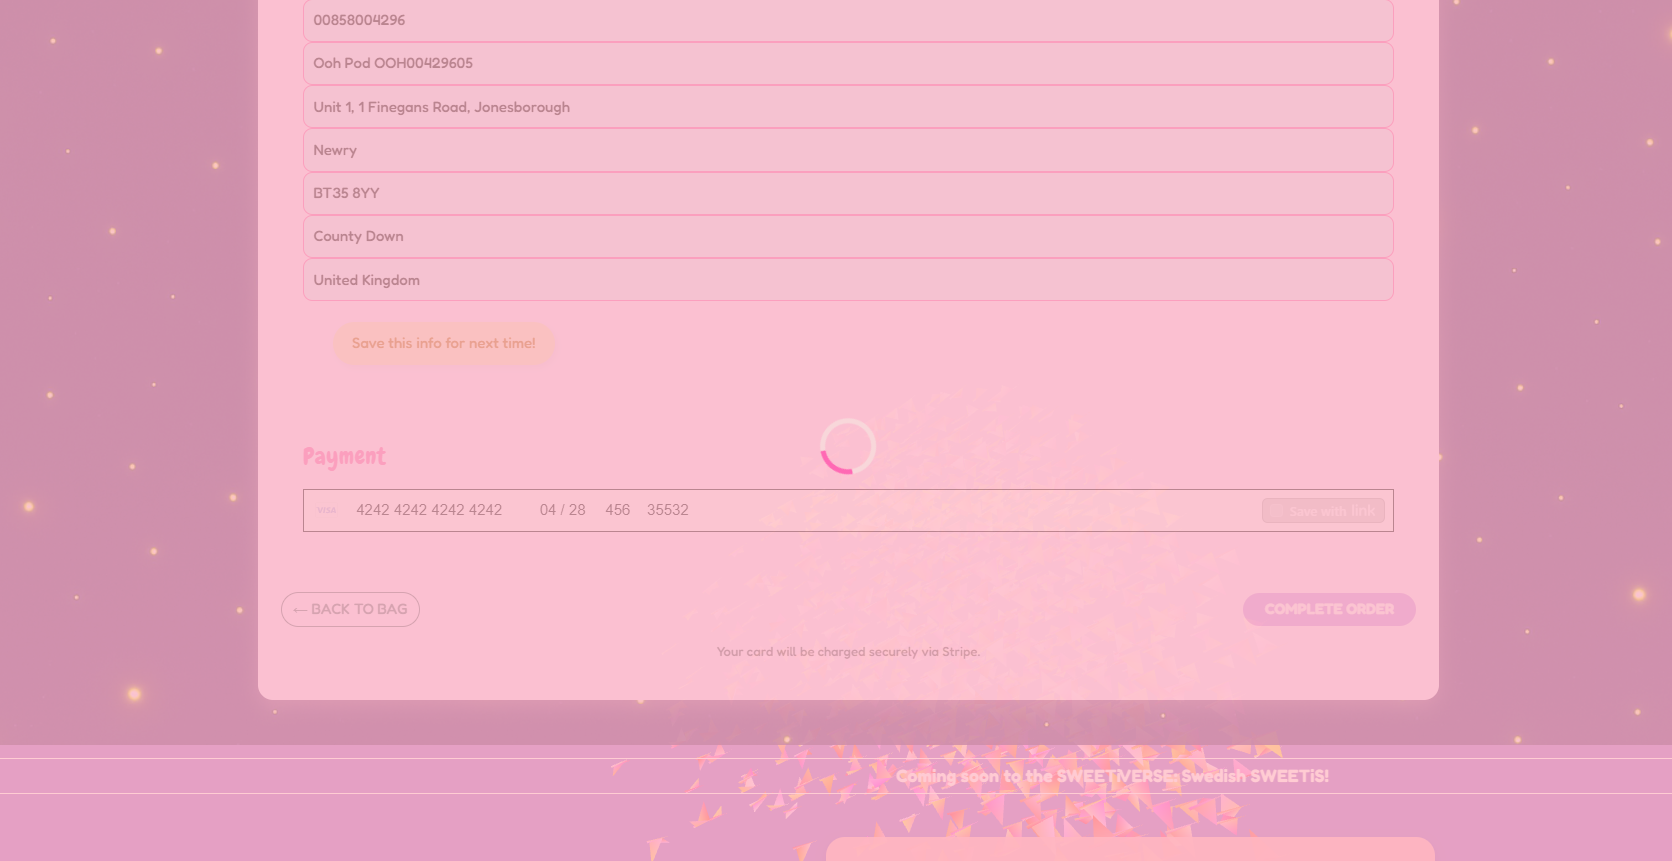 00858004296
Ooh Pod OOH00429605
Unit 1, 1 Finegans Road, Jonesborough
Newry
BT35 8YY
County Down
United Kingdom
Save this info for next time!
Payment
VISA 4242 4242 4242 4242 04 / 28 456 35532 Save with link
← BACK TO BAG COMPLETE ORDER
Your card will be charged securely via Stripe.
Coming soon to the SWEETiVERSE: Swedish SWEETiS!